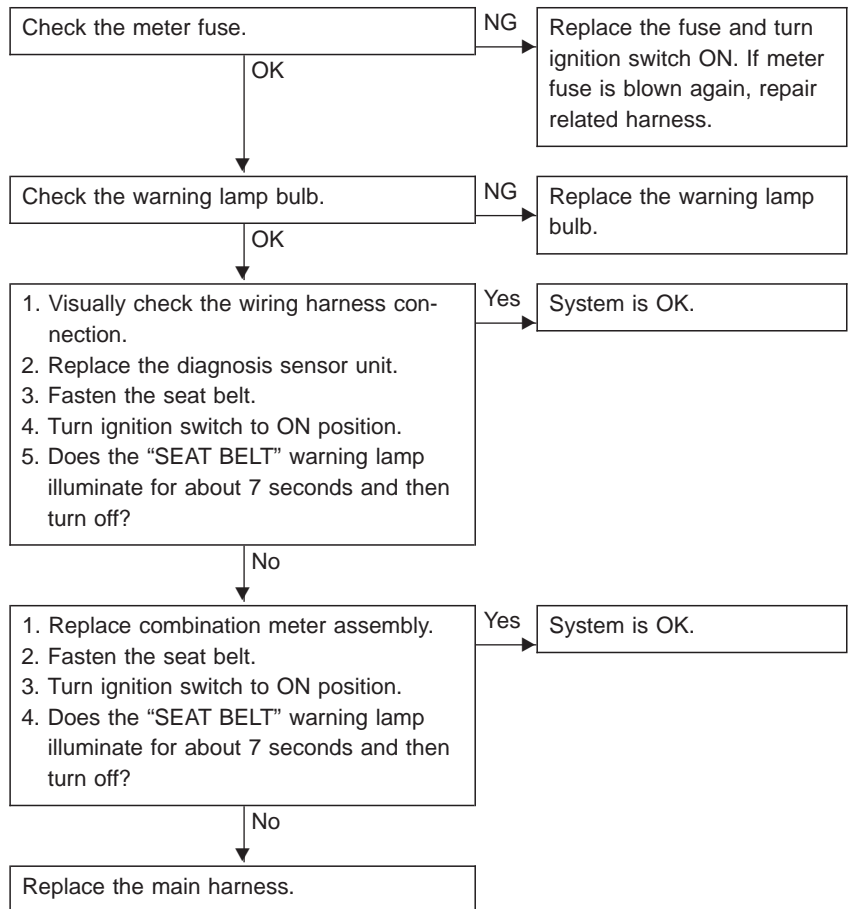 Check the meter fuse.
NG
Replace the fuse and turn
ignition switch ON. If meter
fuse is blown again, repair
related harness.
OK
Check the warning lamp bulb.
NG
Replace the warning lamp
bulb.
OK
1. Visually check the wiring harness con-
nection.
2. Replace the diagnosis sensor unit.
3. Fasten the seat belt.
4. Turn ignition switch to ON position.
5. Does the “SEAT BELT” warning lamp
illuminate for about 7 seconds and then
turn off?
Yes
System is OK.
No
1. Replace combination meter assembly.
2. Fasten the seat belt.
3. Turn ignition switch to ON position.
4. Does the “SEAT BELT” warning lamp
illuminate for about 7 seconds and then
turn off?
Yes
System is OK.
No
Replace the main harness.